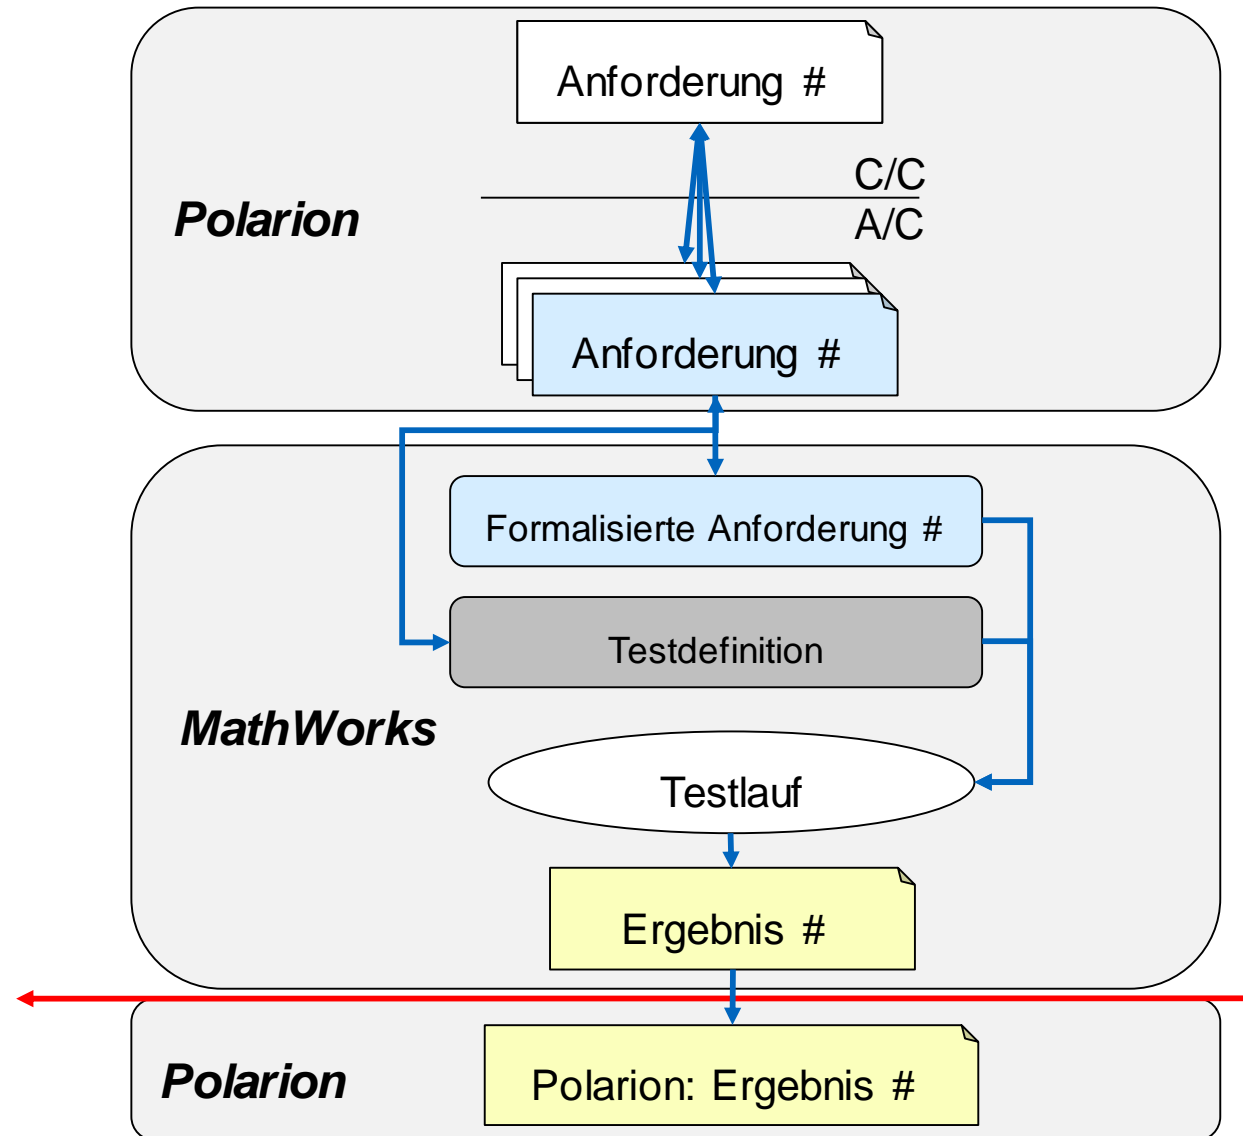 Anforderung #
C/C
Polarion
A/C
Anforderung #
Formalisierte Anforderung #
Testdefinition
MathWorks
Testlauf
Ergebnis #
Polarion
Polarion: Ergebnis #